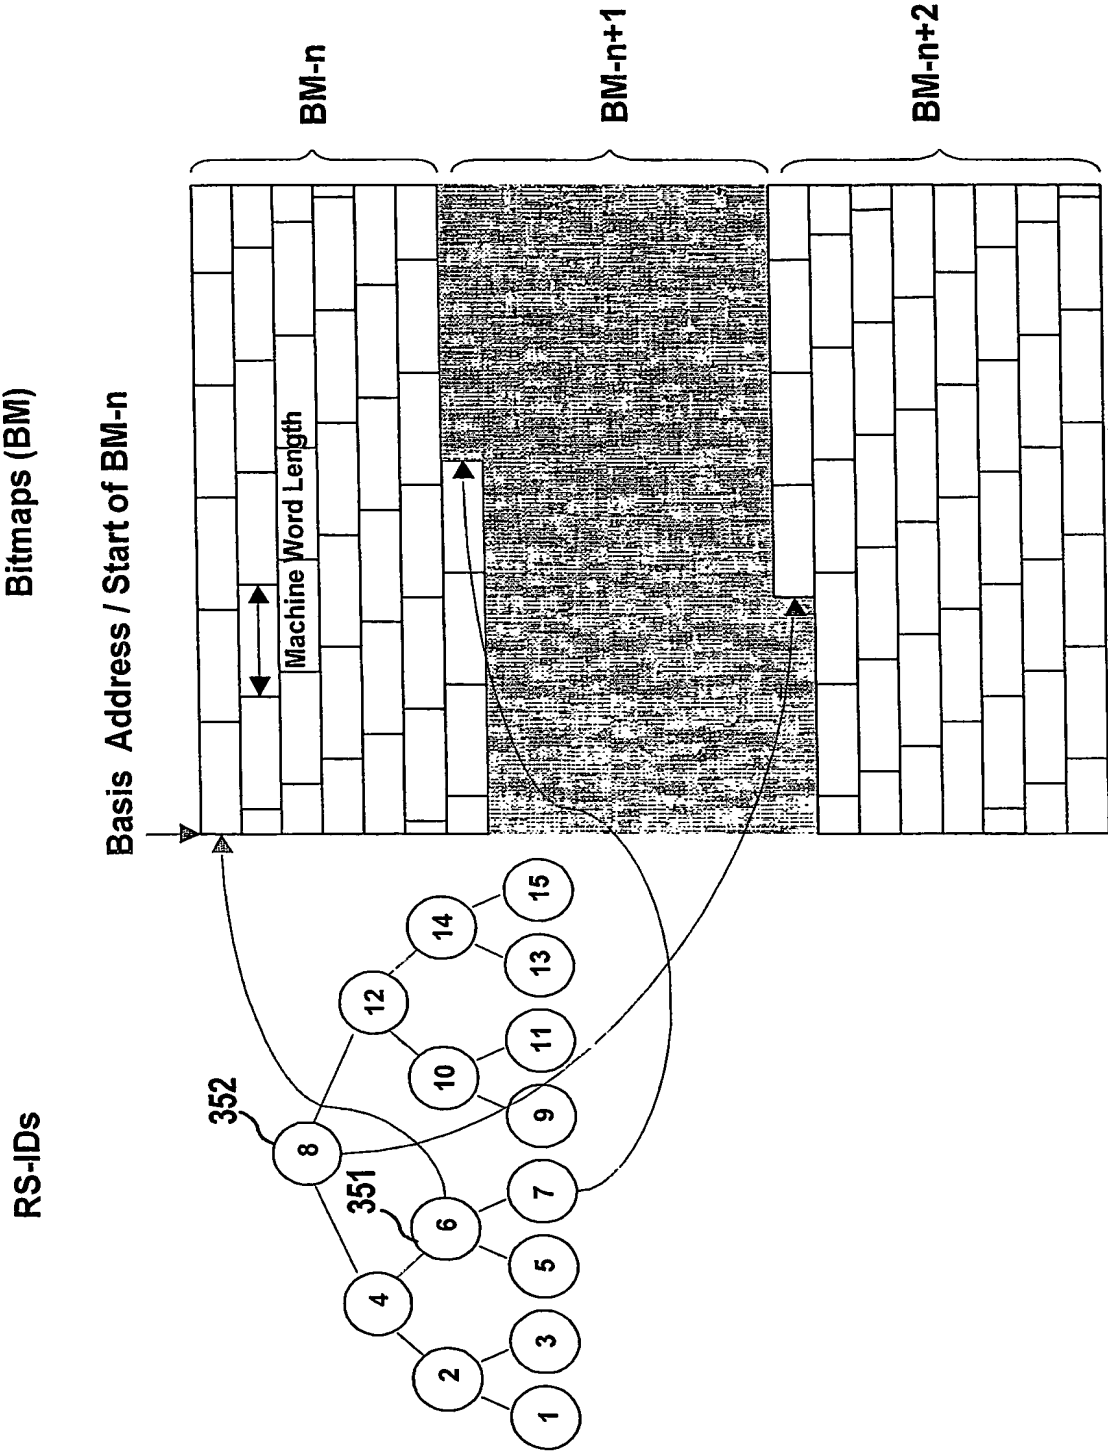 RS-IDs
Bitmaps (BM)
Basis Address / Start of BM-n
352
351
8
4
12
2
6
10
14
1
3
5
7
9
11
13
15
Machine Word Length
BM-n
BM-n+1
BM-n+2